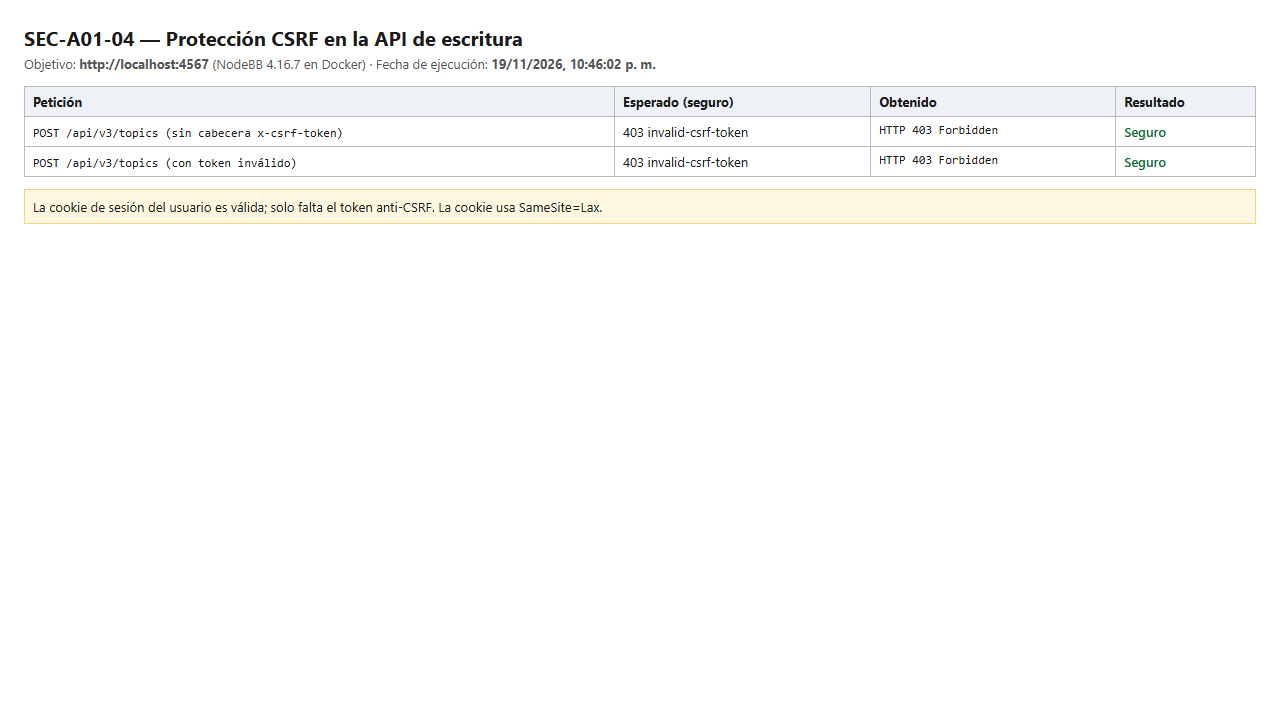 SEC-A01-04 — Protección CSRF en la API de escritura
Objetivo: http://localhost:4567 (NodeBB 4.16.7 en Docker) · Fecha de ejecución: 19/11/2026, 10:46:02 p. m.
Petición Esperado (seguro) Obtenido Resultado
POST /api/v3/topics (sin cabecera x-csrf-token) 403 invalid-csrf-token HTTP 403 Forbidden Seguro
POST /api/v3/topics (con token inválido) 403 invalid-csrf-token HTTP 403 Forbidden Seguro
La cookie de sesión del usuario es válida; solo falta el token anti-CSRF. La cookie usa SameSite=Lax.